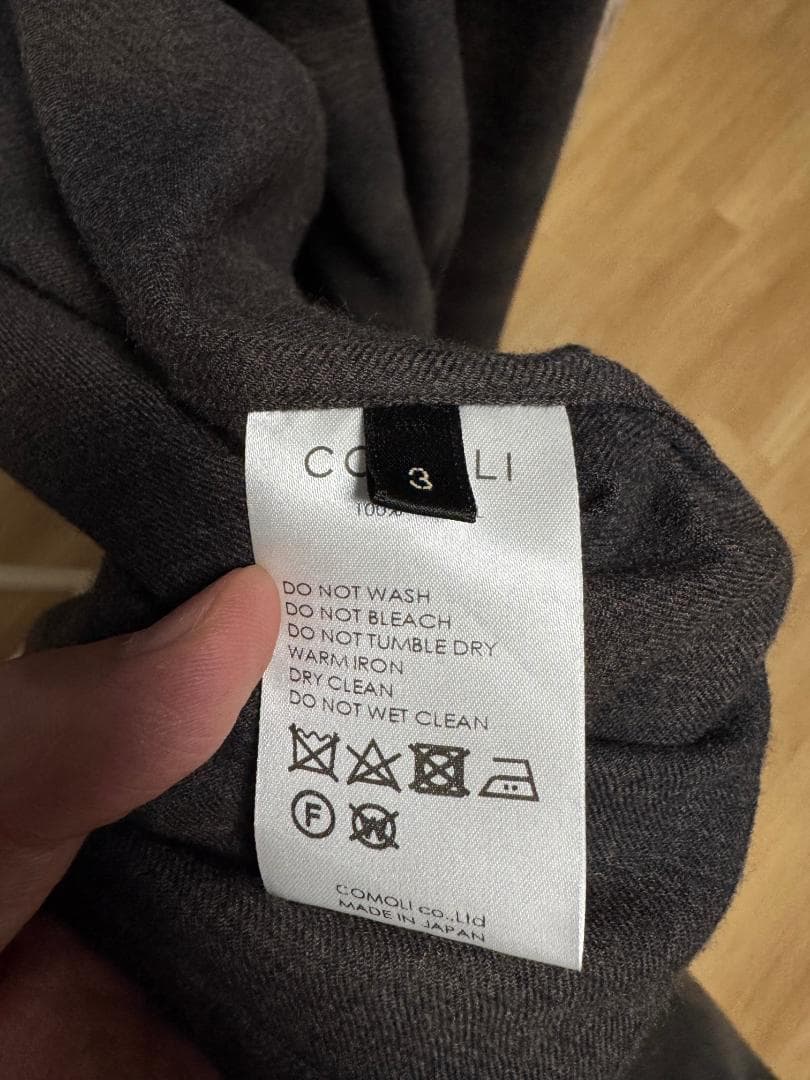 CO LI
3
100%
DO NOT WASH
DO NOT BLEACH
DO NOT TUMBLE DRY
WARM IRON
DRY CLEAN
DO NOT WET CLEAN
F W
COMOLI co.,Ltd
MADE IN JAPAN